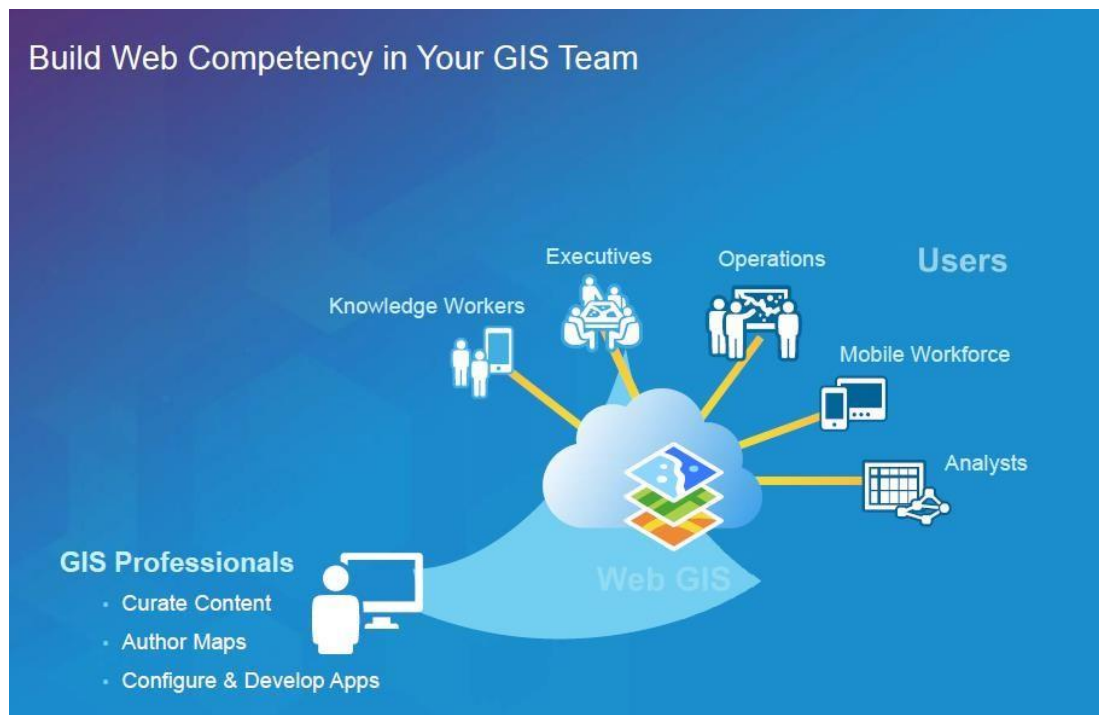 Build Web Competency in Your GIS Team
Executives
Operations
Users
Knowledge Workers
Mobile Workforce
Analysts
Web GIS
GIS Professionals
• Curate Content
• Author Maps
• Configure & Develop Apps